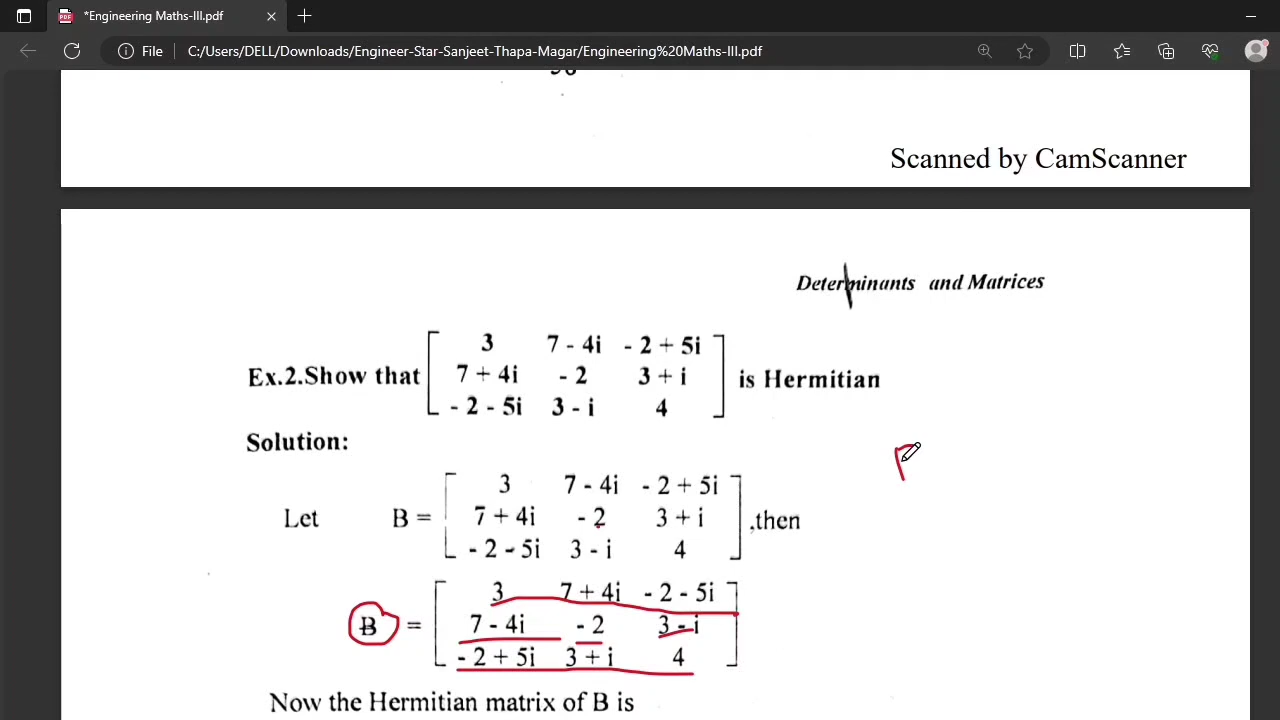 *Engineering Maths-III.pdf
File C:/Users/DELL/Downloads/Engineer-Star-Sanjeet-Thapa-Magar/Engineering%20Maths-III.pdf
Scanned by CamScanner
Determinants and Matrices
3 7 - 4i - 2 + 5i
Ex.2.Show that 7 + 4i - 2 3 + i is Hermitian
- 2 - 5i 3 - i 4
Solution:
3 7 - 4i - 2 + 5i
Let B = 7 + 4i - 2 3 + i ,then
- 2 - 5i 3 - i 4
3 7 + 4i - 2 - 5i
B = 7 - 4i - 2 3 - i
- 2 + 5i 3 + i 4
Now the Hermitian matrix of B is